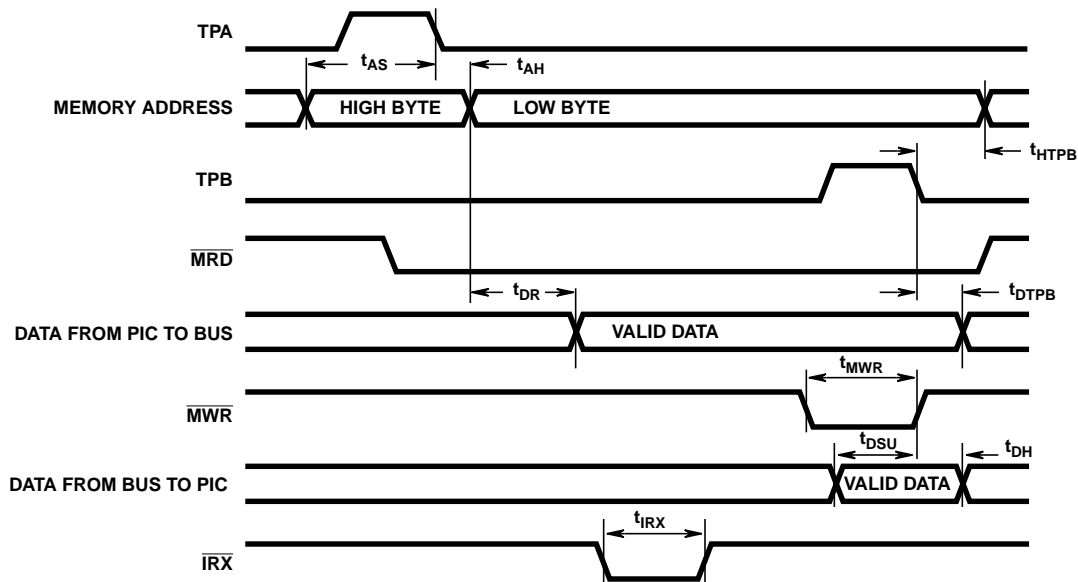 TPA
tAS
tAH
MEMORY ADDRESS
HIGH BYTE
LOW BYTE
tHTPB
TPB
MRD
tDR
tDTPB
DATA FROM PIC TO BUS
VALID DATA
tMWR
MWR
tDSU
tDH
DATA FROM BUS TO PIC
VALID DATA
tIRX
IRX